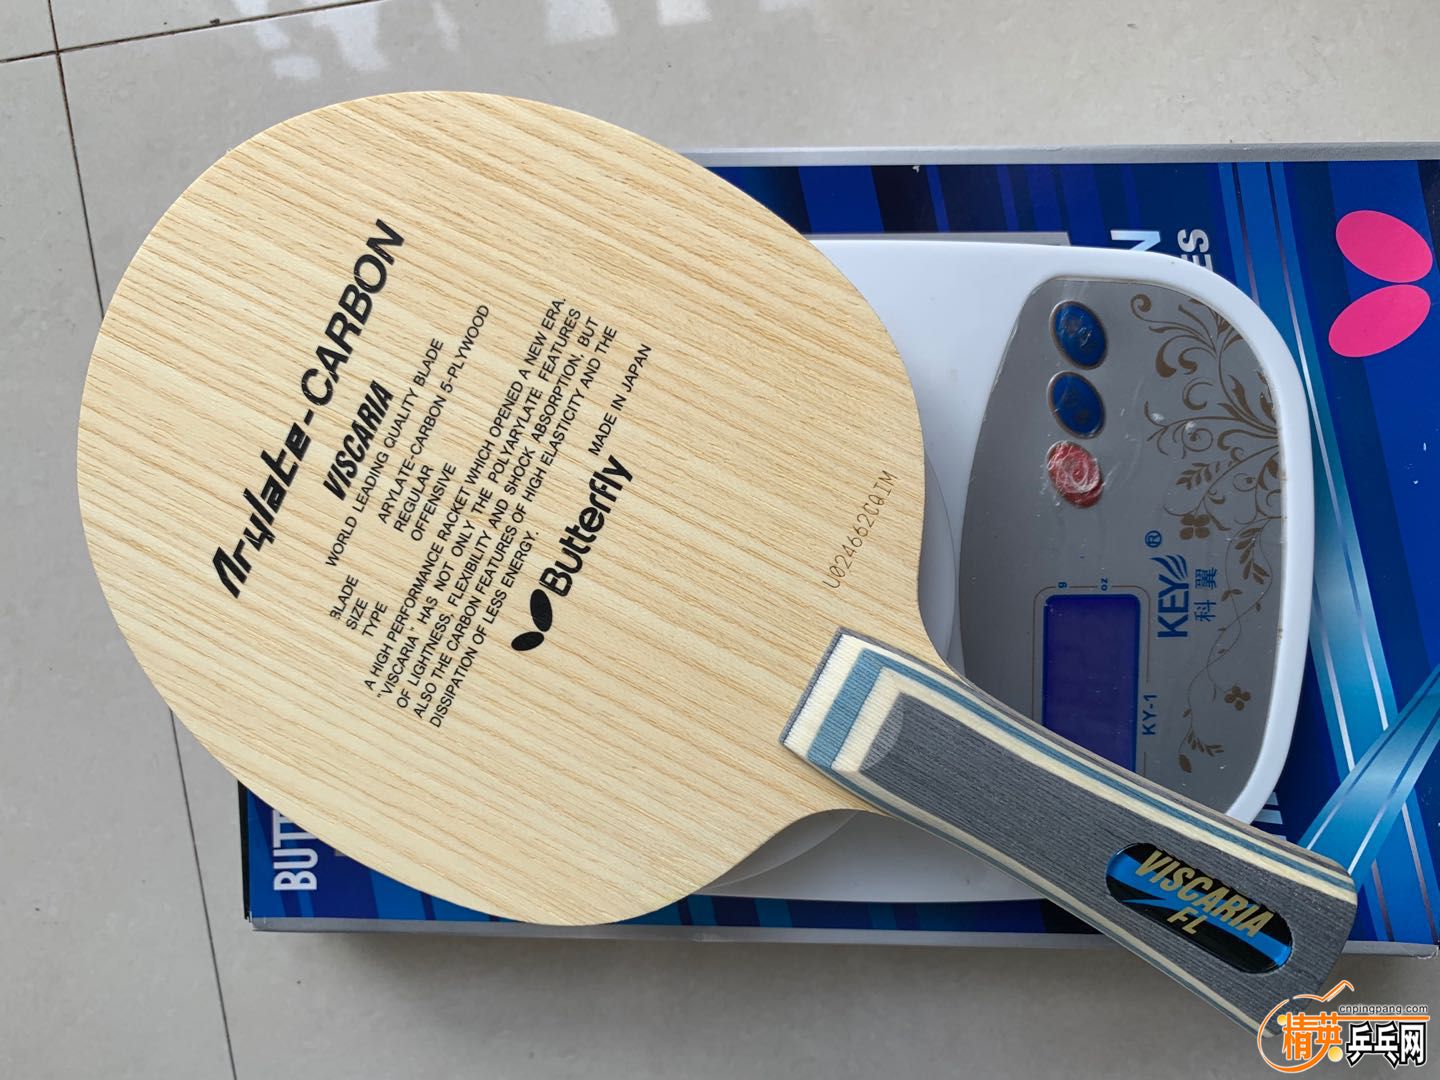 Arylate-CARBON
VISCARIA
WORLD LEADING QUALITY BLADE
BLADE ARYLATE-CARBON 5-PLYWOOD
SIZE REGULAR
TYPE OFFENSIVE
A HIGH PERFORMANCE RACKET WHICH OPENED A NEW ERA.
"VISCARIA" HAS NOT ONLY THE POLYARYLATE FEATURES
OF LIGHTNESS, FLEXIBILITY AND SHOCK ABSORPTION, BUT
ALSO THE CARBON FEATURES OF HIGH ELASTICITY AND THE
DISSIPATION OF LESS ENERGY.
Butterfly MADE IN JAPAN
U024662CQIM
VISCARIA
FL
KEY®
科翼
KY-1
g
oz
BUTT
N
ES
cnpingpang.com
精英乒乓网